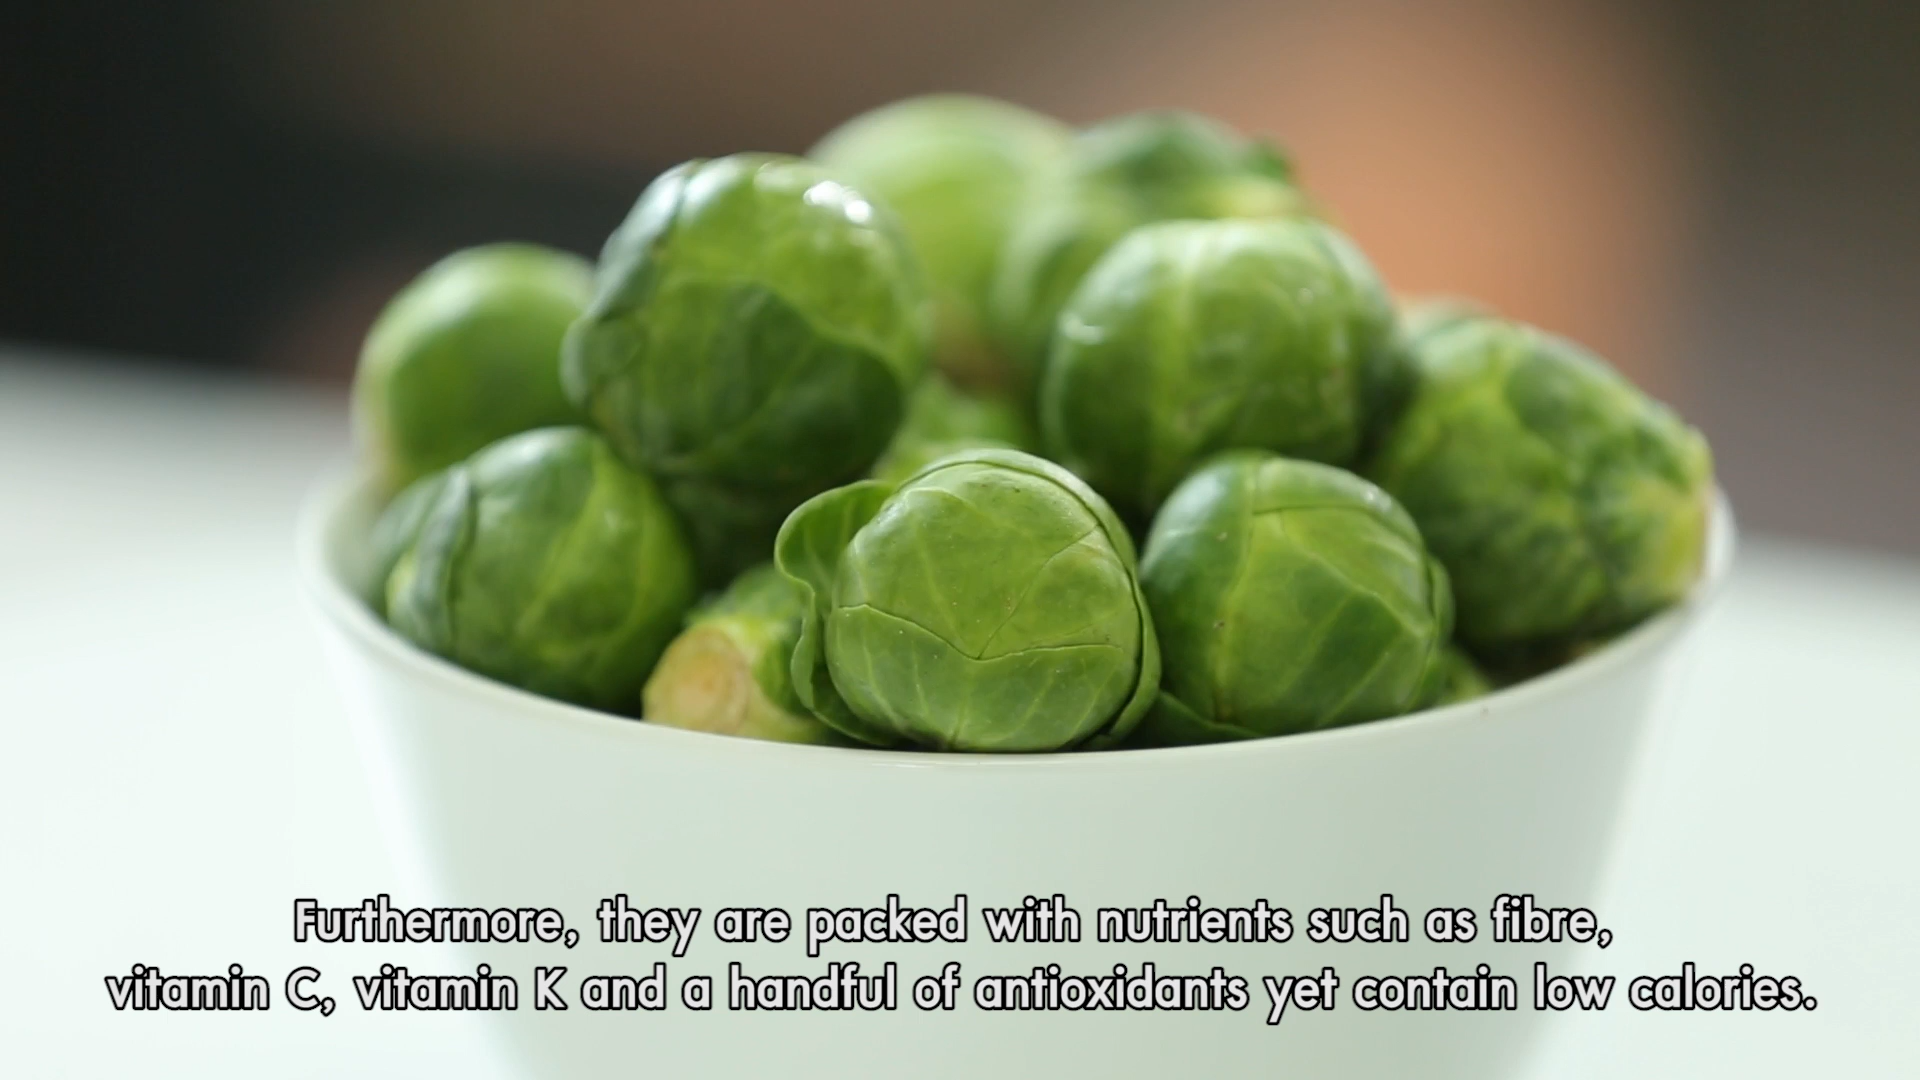 Furthermore, they are packed with nutrients such as fibre,
vitamin C, vitamin K and a handful of antioxidants yet contain low calories.